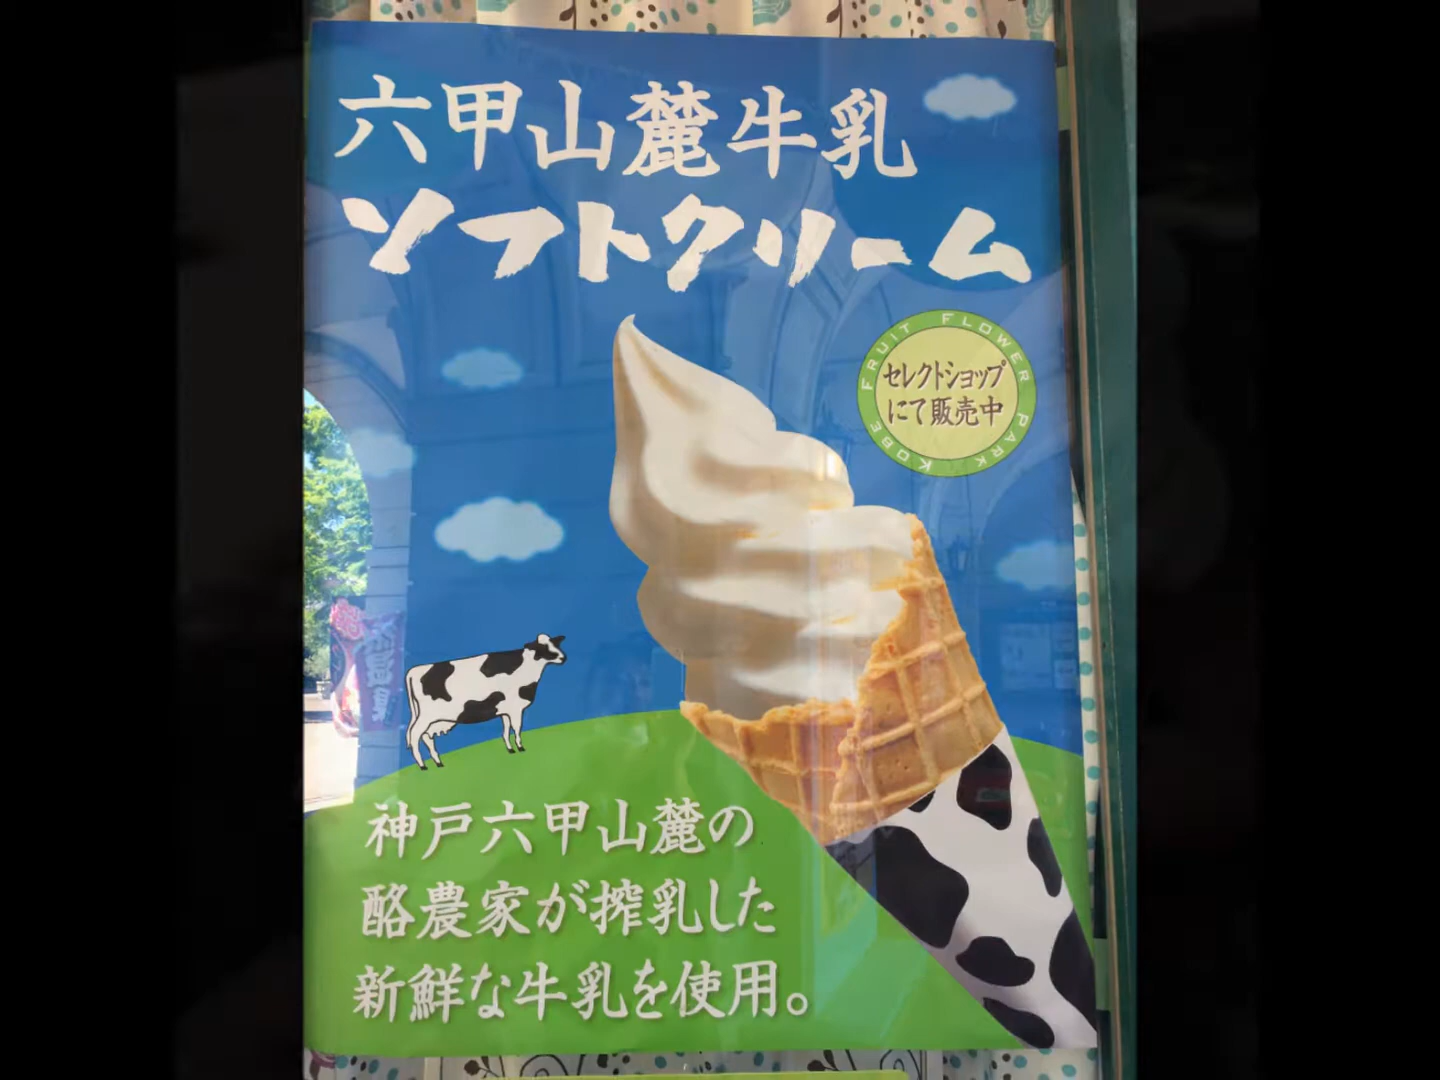 六甲山麓牛乳
ソフトクリーム
FRUIT FLOWER PARK KOBE
セレクトショップ
にて販売中
神戸六甲山麓の
酪農家が搾乳した
新鮮な牛乳を使用。